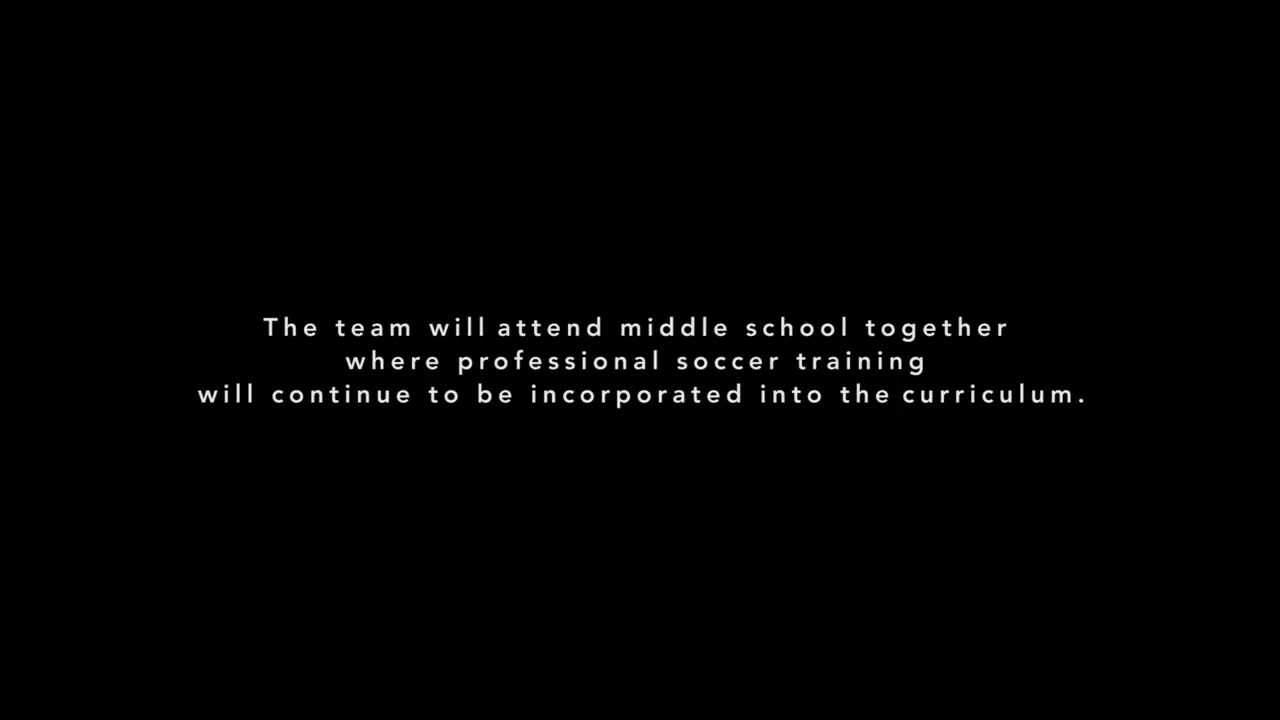 The team will attend middle school together
where professional soccer training
will continue to be incorporated into the curriculum.